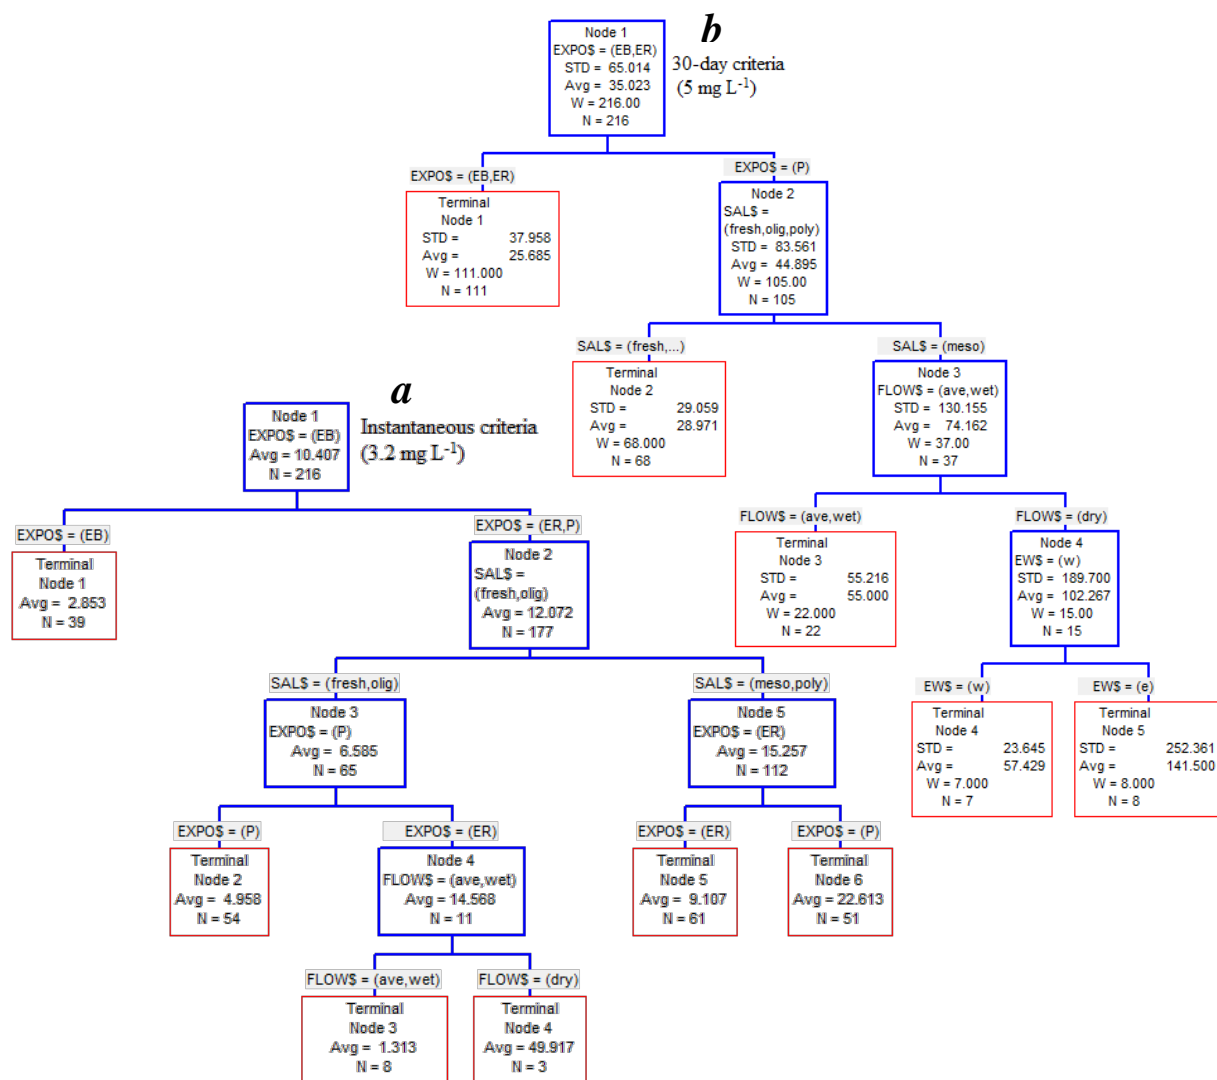 b
30-day criteria
(5 mg L-1)
Node 1
EXPO$ = (EB,ER)
STD = 65.014
Avg = 35.023
W = 216.00
N = 216
EXPO$ = (EB,ER)
Terminal
Node 1
STD = 37.958
Avg = 25.685
W = 111.000
N = 111
EXPO$ = (P)
Node 2
SAL$ =
(fresh,olig,poly)
STD = 83.561
Avg = 44.895
W = 105.00
N = 105
SAL$ = (fresh,...)
Terminal
Node 2
STD = 29.059
Avg = 28.971
W = 68.000
N = 68
SAL$ = (meso)
Node 3
FLOW$ = (ave,wet)
STD = 130.155
Avg = 74.162
W = 37.00
N = 37
FLOW$ = (ave,wet)
Terminal
Node 3
STD = 55.216
Avg = 55.000
W = 22.000
N = 22
FLOW$ = (dry)
Node 4
EW$ = (w)
STD = 189.700
Avg = 102.267
W = 15.00
N = 15
EW$ = (w)
Terminal
Node 4
STD = 23.645
Avg = 57.429
W = 7.000
N = 7
EW$ = (e)
Terminal
Node 5
STD = 252.361
Avg = 141.500
W = 8.000
N = 8
a
Instantaneous criteria
(3.2 mg L-1)
Node 1
EXPO$ = (EB)
Avg = 10.407
N = 216
EXPO$ = (EB)
Terminal
Node 1
Avg = 2.853
N = 39
EXPO$ = (ER,P)
Node 2
SAL$ =
(fresh,olig)
Avg = 12.072
N = 177
SAL$ = (fresh,olig)
Node 3
EXPO$ = (P)
Avg = 6.585
N = 65
SAL$ = (meso,poly)
Node 5
EXPO$ = (ER)
Avg = 15.257
N = 112
EXPO$ = (P)
Terminal
Node 2
Avg = 4.958
N = 54
EXPO$ = (ER)
Node 4
FLOW$ = (ave,wet)
Avg = 14.568
N = 11
EXPO$ = (ER)
Terminal
Node 5
Avg = 9.107
N = 61
EXPO$ = (P)
Terminal
Node 6
Avg = 22.613
N = 51
FLOW$ = (ave,wet)
Terminal
Node 3
Avg = 1.313
N = 8
FLOW$ = (dry)
Terminal
Node 4
Avg = 49.917
N = 3